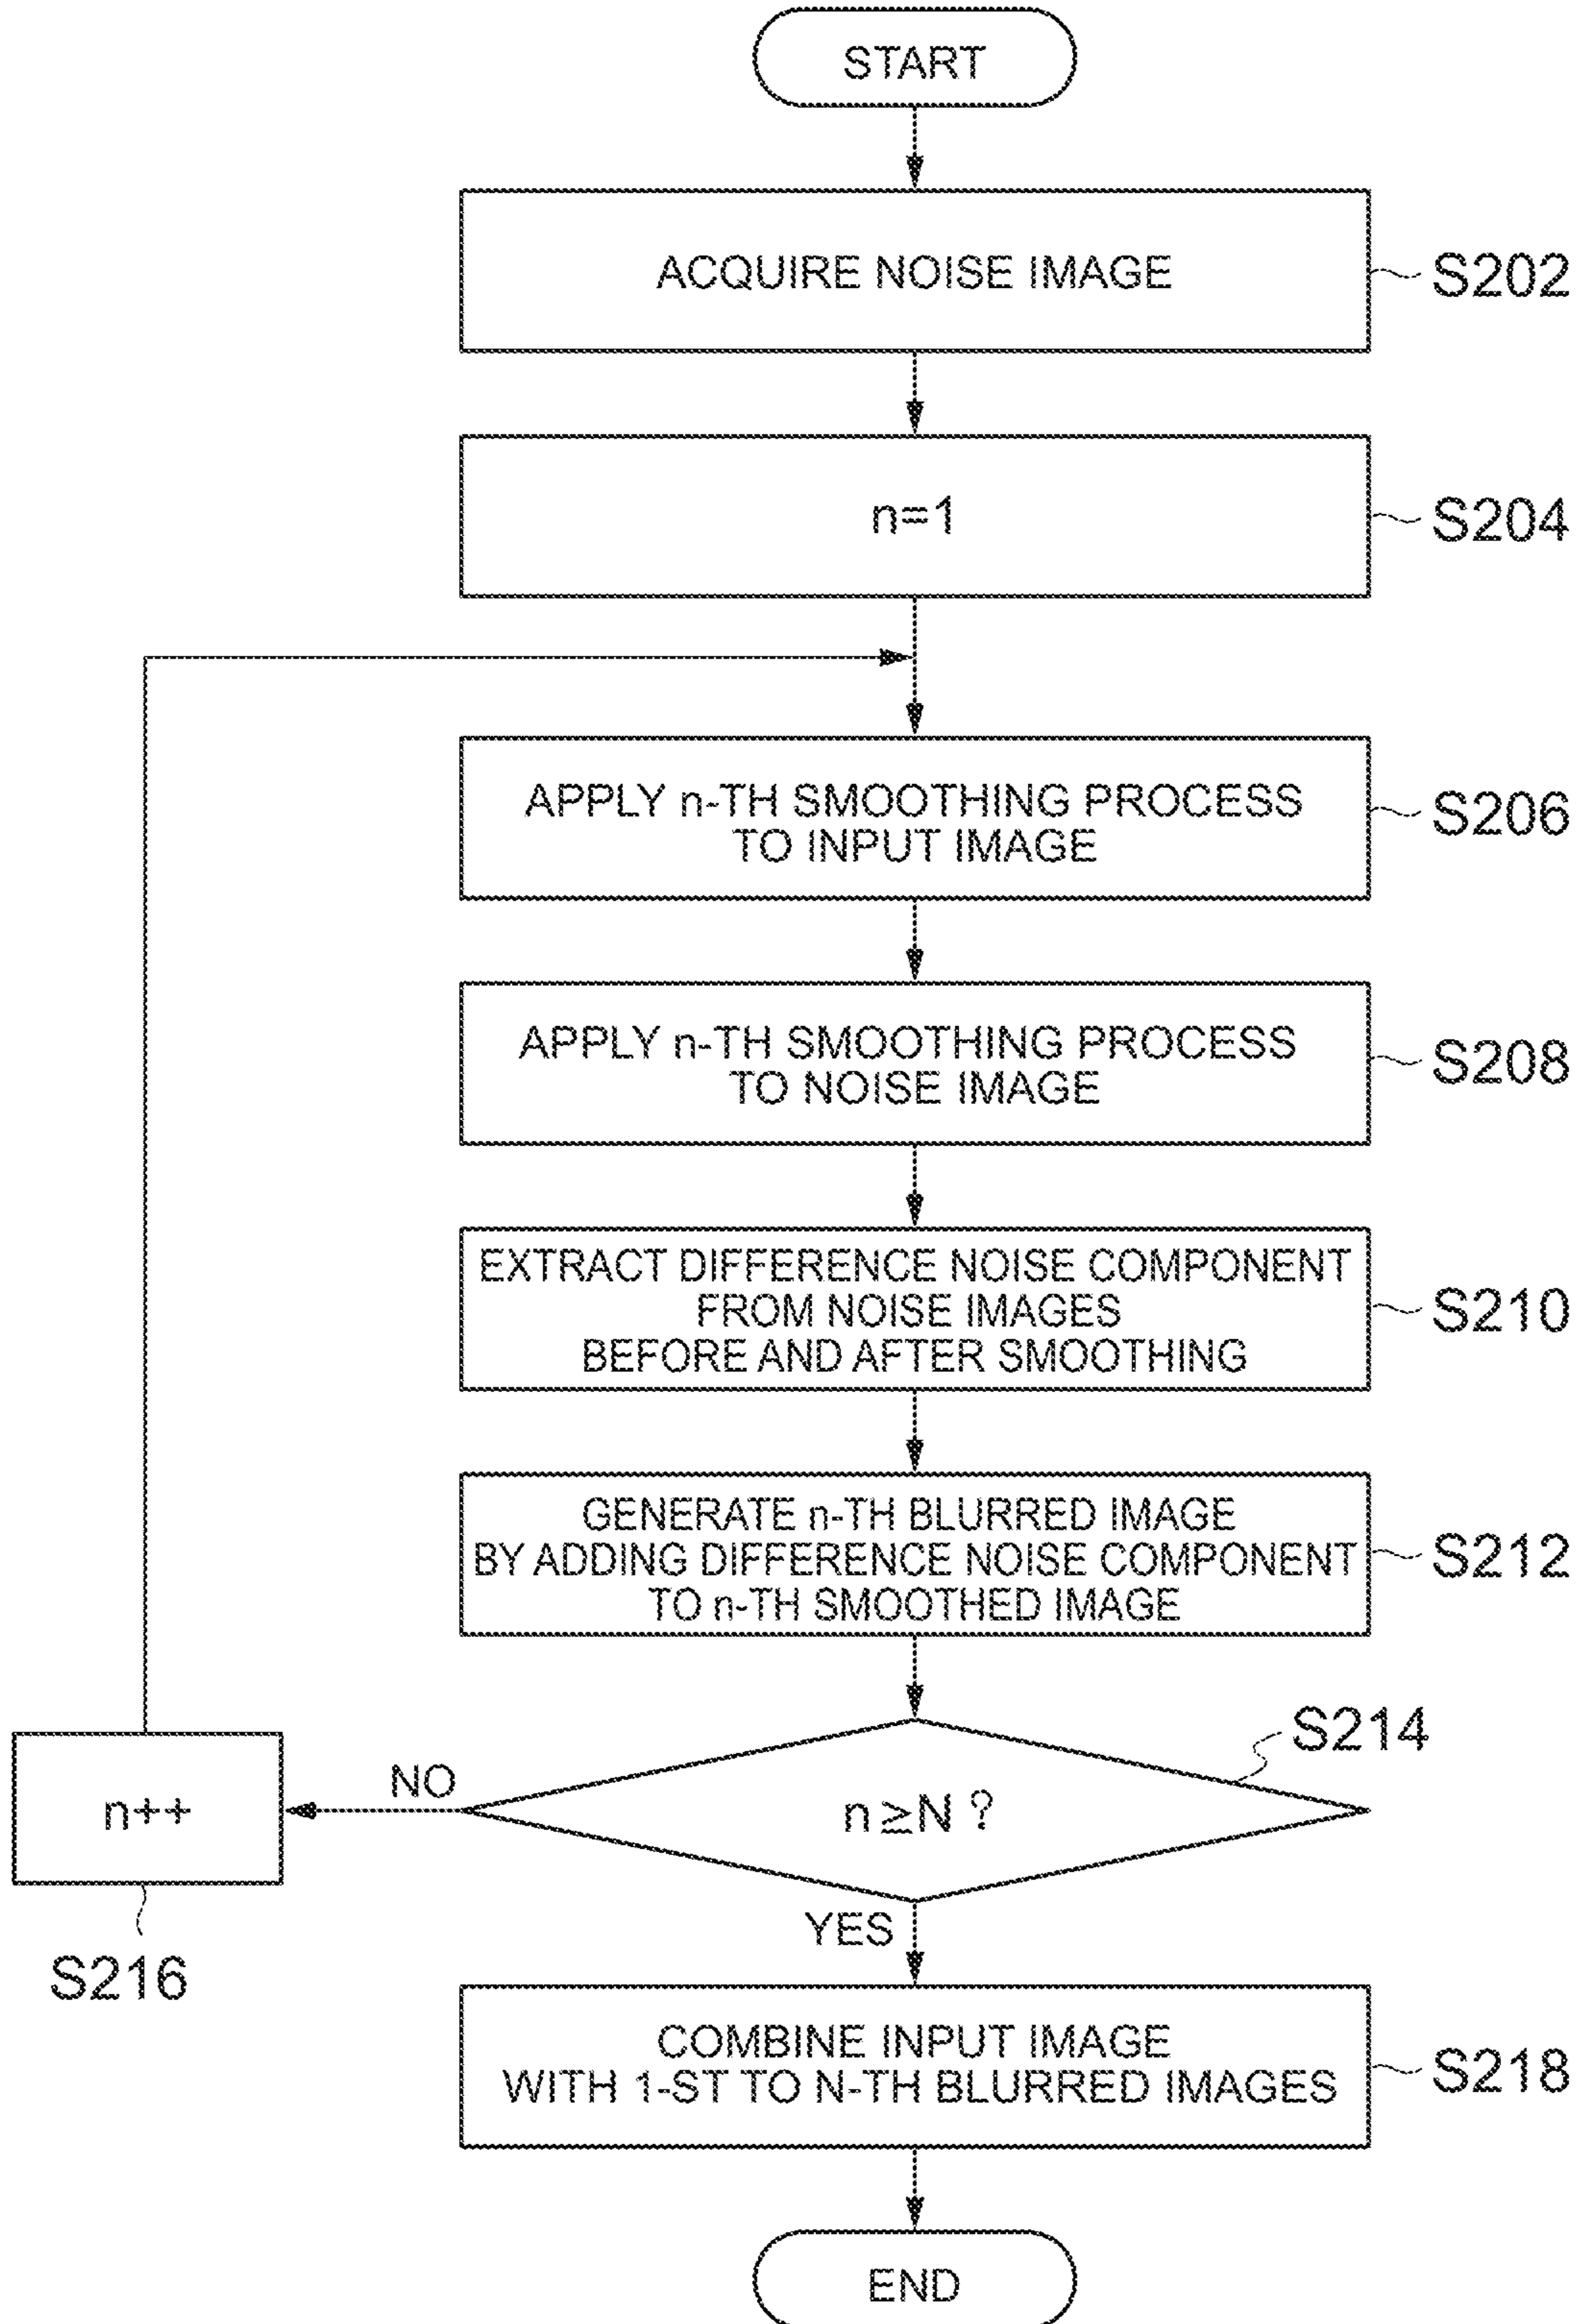 START
ACQUIRE NOISE IMAGE
S202
n=1
S204
APPLY n-TH SMOOTHING PROCESS
TO INPUT IMAGE
S206
APPLY n-TH SMOOTHING PROCESS
TO NOISE IMAGE
S208
EXTRACT DIFFERENCE NOISE COMPONENT
FROM NOISE IMAGES
BEFORE AND AFTER SMOOTHING
S210
GENERATE n-TH BLURRED IMAGE
BY ADDING DIFFERENCE NOISE COMPONENT
TO n-TH SMOOTHED IMAGE
S212
S214
n≧N ?
NO
n++
S216
YES
COMBINE INPUT IMAGE
WITH 1-ST TO N-TH BLURRED IMAGES
S218
END